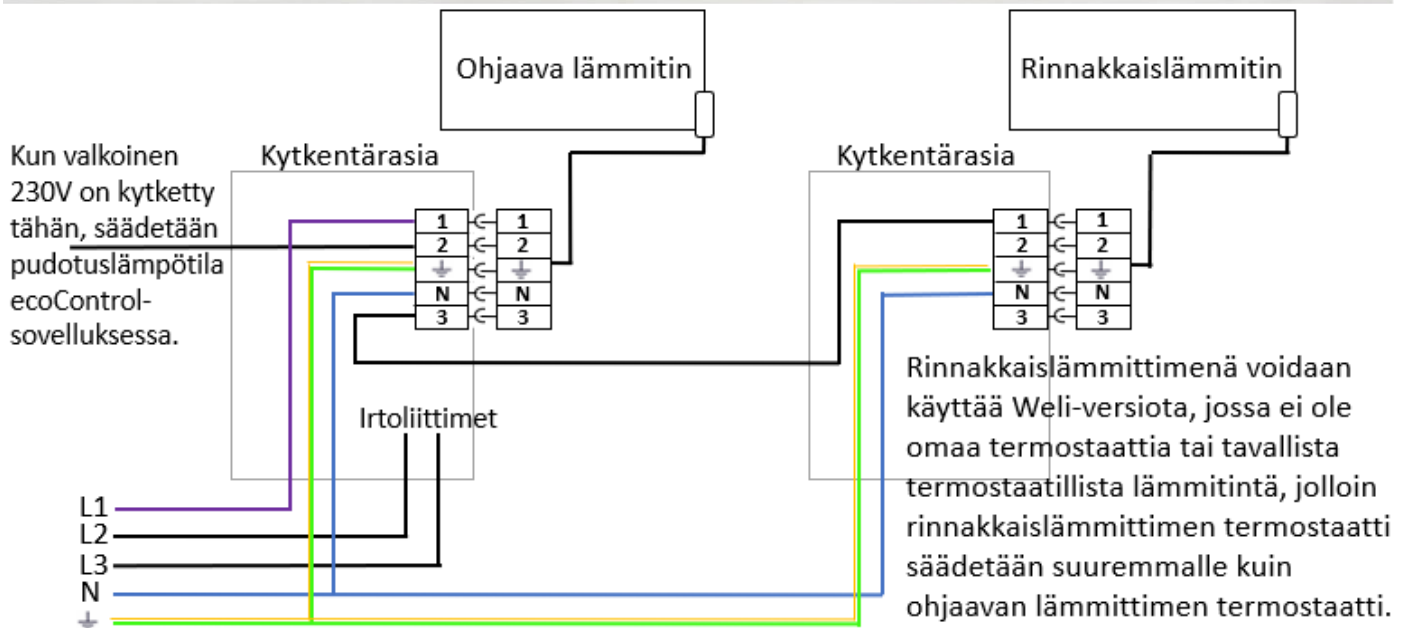 Ohjaava lämmitin
Rinnakkaislämmitin
Kun valkoinen
230V on kytketty
tähän, säädetään
pudotuslämpötila
ecoControl-
sovelluksessa.
Kytkentärasia
Kytkentärasia
1 1
2 2
N N
3 3
1 1
2 2
N N
3 3
Irtoliittimet
L1
L2
L3
N
Rinnakkaislämmittimenä voidaan
käyttää Weli-versiota, jossa ei ole
omaa termostaattia tai tavallista
termostaatillista lämmitintä, jolloin
rinnakkaislämmittimen termostaatti
säädetään suuremmalle kuin
ohjaavan lämmittimen termostaatti.